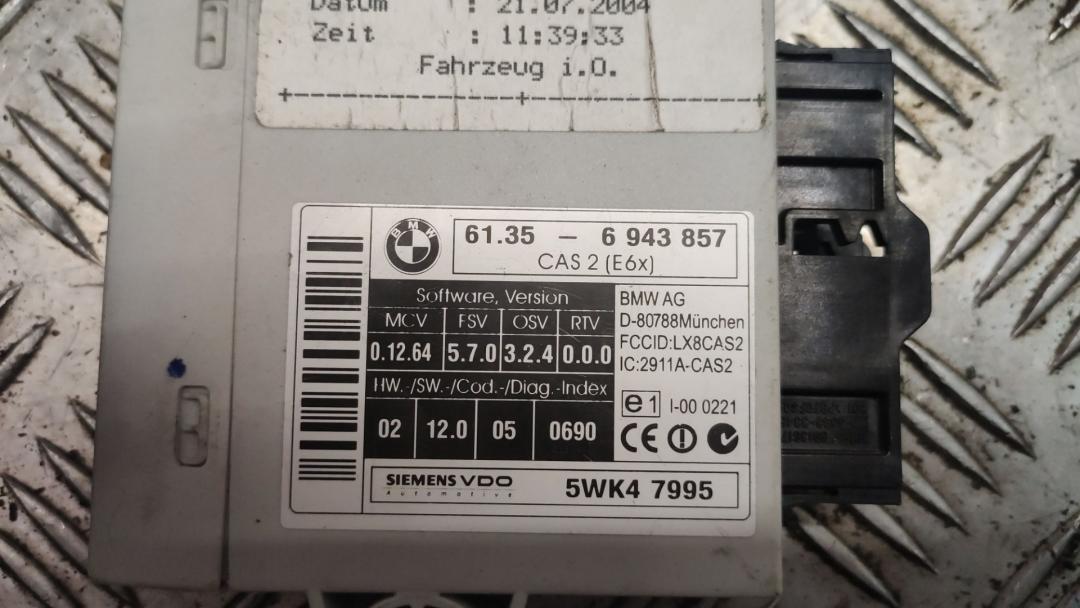 Datum : 21.07.2004
Zeit : 11:39:33
Fahrzeug i.O.
BMW
61.35 – 6 943 857
CAS 2 (E6x)
Software, Version
MCV FSV OSV RTV
0.12.64 5.7.0 3.2.4 0.0.0
HW.-/SW.-/Cod.-/Diag.-Index
02 12.0 05 0690
BMW AG
D-80788München
FCCID:LX8CAS2
IC:2911A-CAS2
e1 I-00 0221
CE
SIEMENS VDO
Automotive
5WK4 7995